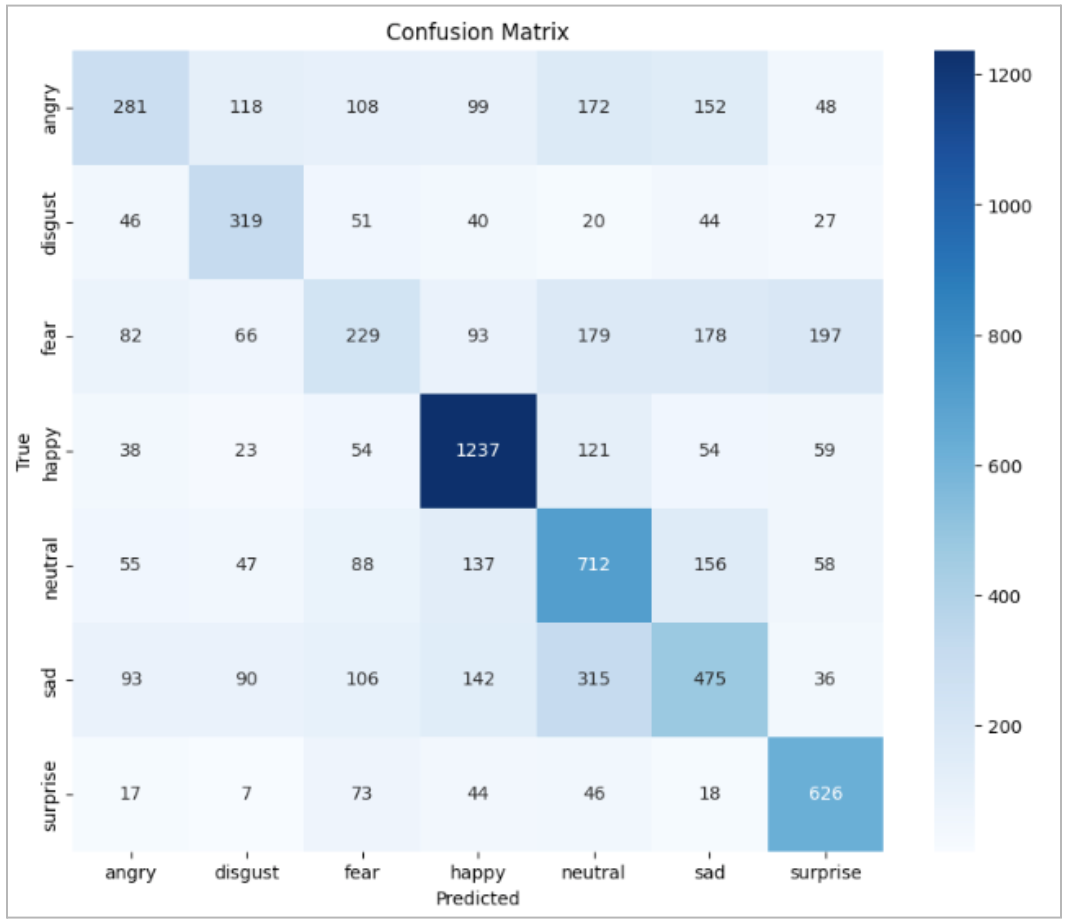 Confusion Matrix
angry 281 118 108 99 172 152 48
disgust 46 319 51 40 20 44 27
fear 82 66 229 93 179 178 197
True
happy 38 23 54 1237 121 54 59
neutral 55 47 88 137 712 156 58
sad 93 90 106 142 315 475 36
surprise 17 7 73 44 46 18 626
angry disgust fear happy neutral sad surprise
Predicted
1200
1000
800
600
400
200